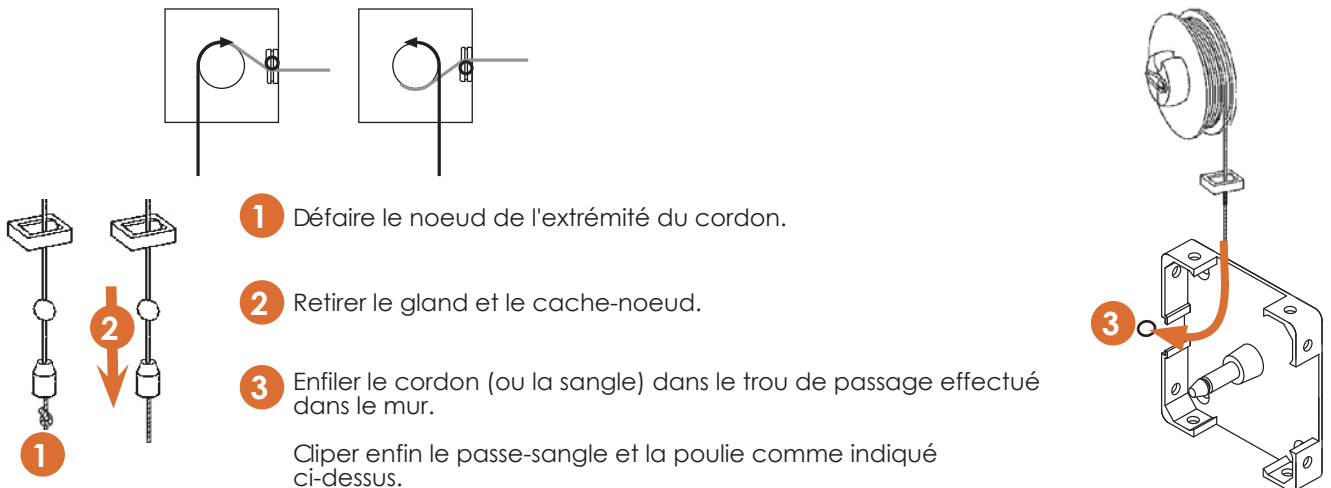 1 Défaire le noeud de l'extrémité du cordon.
2 Retirer le gland et le cache-noeud.
3 Enfiler le cordon (ou la sangle) dans le trou de passage effectué
dans le mur.
Cliper enfin le passe-sangle et la poulie comme indiqué
ci-dessus.
2
1
3